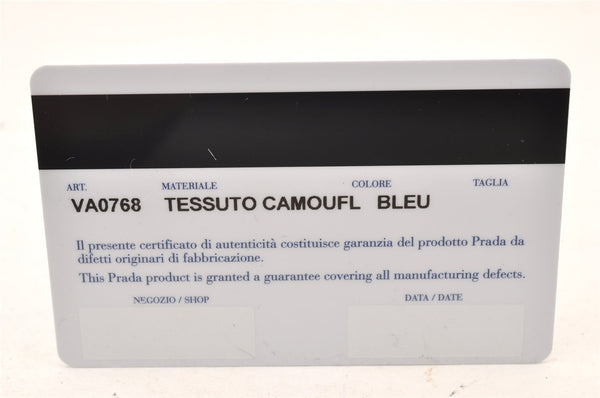 ART. MATERIALE COLORE TAGLIA
VA0768 TESSUTO CAMOUFL BLEU
Il presente certificato di autenticità costituisce garanzia del prodotto Prada da
difetti originari di fabbricazione.
This Prada product is granted a guarantee covering all manufacturing defects.
NEGOZIO / SHOP DATA / DATE